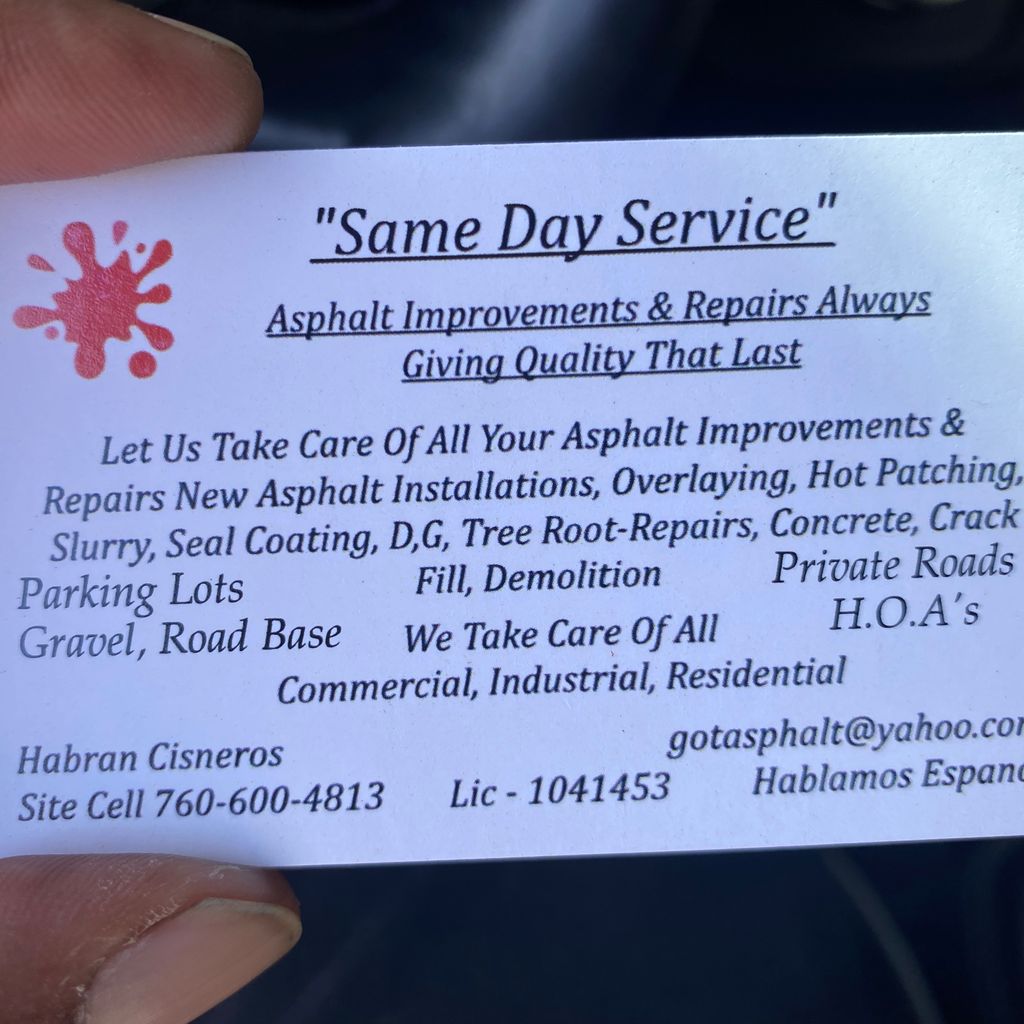 "Same Day Service"
Asphalt Improvements & Repairs Always
Giving Quality That Last
Let Us Take Care Of All Your Asphalt Improvements &
Repairs New Asphalt Installations, Overlaying, Hot Patching,
Slurry, Seal Coating, D,G, Tree Root-Repairs, Concrete, Crack
Parking Lots Fill, Demolition Private Roads
Gravel, Road Base We Take Care Of All H.O.A's
Commercial, Industrial, Residential
Habran Cisneros gotasphalt@yahoo.co
Site Cell 760-600-4813 Lic - 1041453 Hablamos Espan